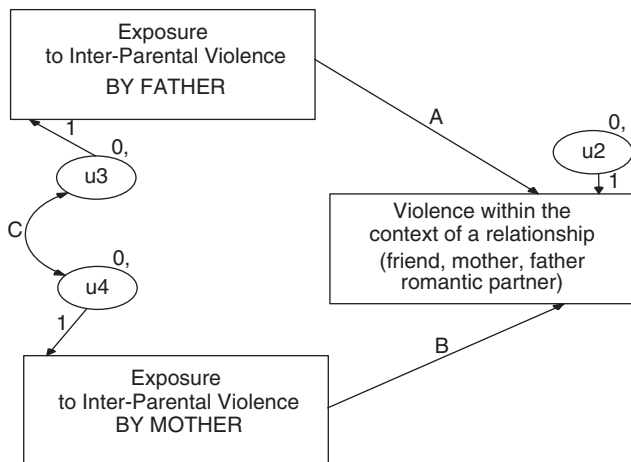 Exposure
to Inter-Parental Violence
BY FATHER
1
0,
u3
A
0,
u2
1
C
Violence within the
context of a relationship
(friend, mother, father
romantic partner)
0,
u4
1
B
Exposure
to Inter-Parental Violence
BY MOTHER